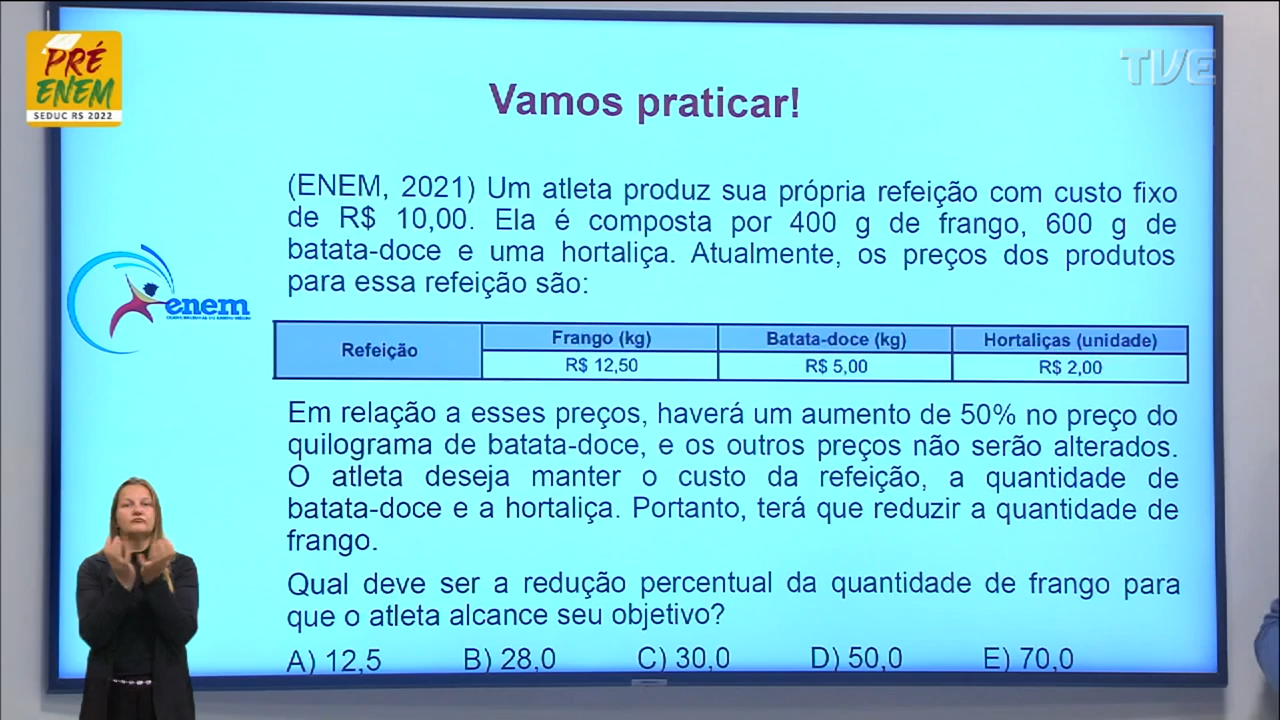 PRÉ
ENEM
SEDUC RS 2022
TVE
Vamos praticar!
(ENEM, 2021) Um atleta produz sua própria refeição com custo fixo
de R$ 10,00. Ela é composta por 400 g de frango, 600 g de
batata-doce e uma hortaliça. Atualmente, os preços dos produtos
para essa refeição são:
enem
Refeição
Frango (kg) Batata-doce (kg) Hortaliças (unidade)
R$ 12,50 R$ 5,00 R$ 2,00
Em relação a esses preços, haverá um aumento de 50% no preço do
quilograma de batata-doce, e os outros preços não serão alterados.
O atleta deseja manter o custo da refeição, a quantidade de
batata-doce e a hortaliça. Portanto, terá que reduzir a quantidade de
frango.
Qual deve ser a redução percentual da quantidade de frango para
que o atleta alcance seu objetivo?
A) 12,5 B) 28,0 C) 30,0 D) 50,0 E) 70,0